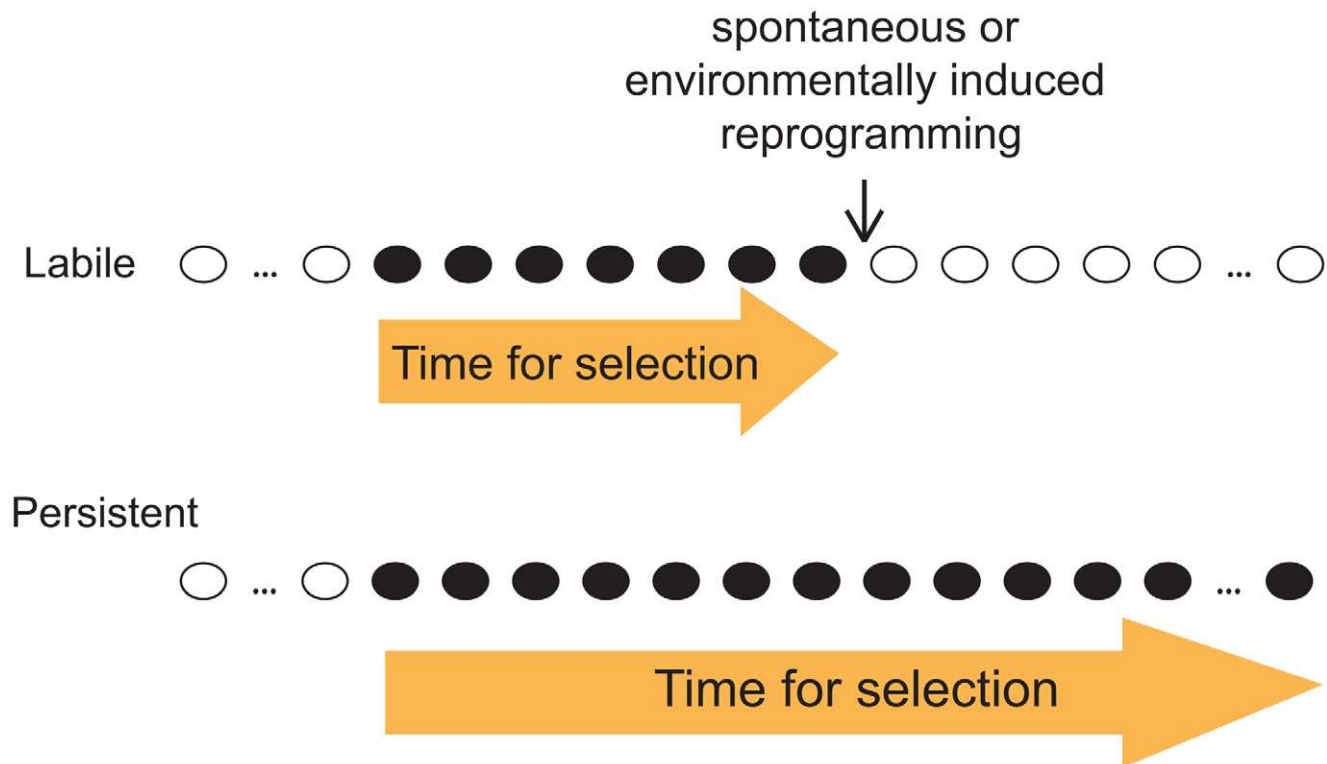 spontaneous or
environmentally induced
reprogramming
Labile ... ...
Time for selection
Persistent
... ...
Time for selection